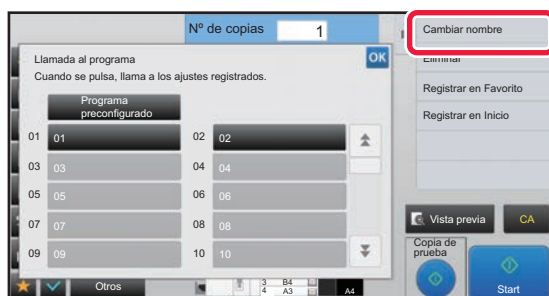 Nº de copias
1
Cambiar nombre
Llamada al programa
OK
Cuando se pulsa, llama a los ajustes registrados.
Eliminar
Registrar en Favorito
Registrar en Inicio
Programa
preconfigurado
01 01 02 02
03 03 04 04
05 05 06 06
07 07 08 08
09 09 10 10
Vista previa
CA
Copia de
prueba
Start
Otros
3 B4
4 A3
A4